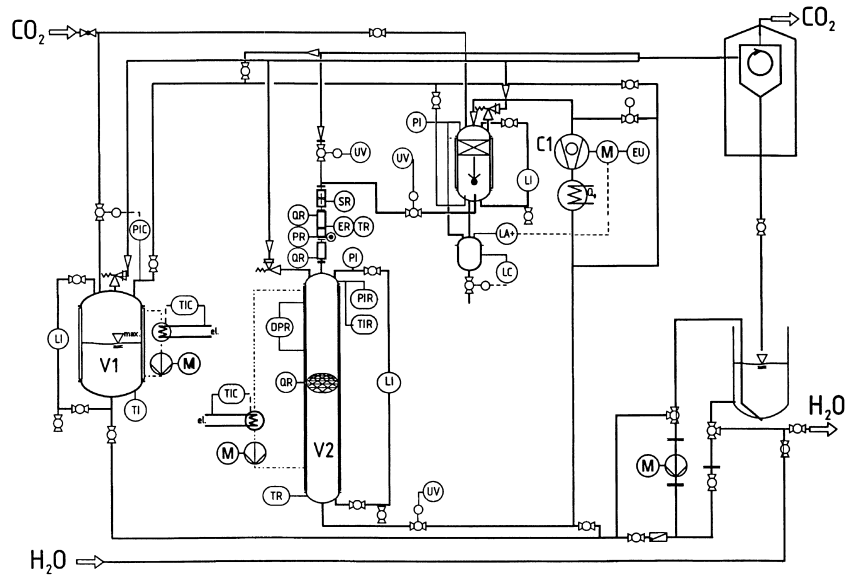 CO₂
CO₂
PI
C1
M
EU
UV
UV
LI
SR
QR
ER
TR
PR
QR
PIC
LA+
LC
PI
PIR
TIR
TIC
el.
LI
max.
V1
M
TI
DPR
LI
QR
TIC
el.
V2
M
TR
UV
M
H₂O
H₂O